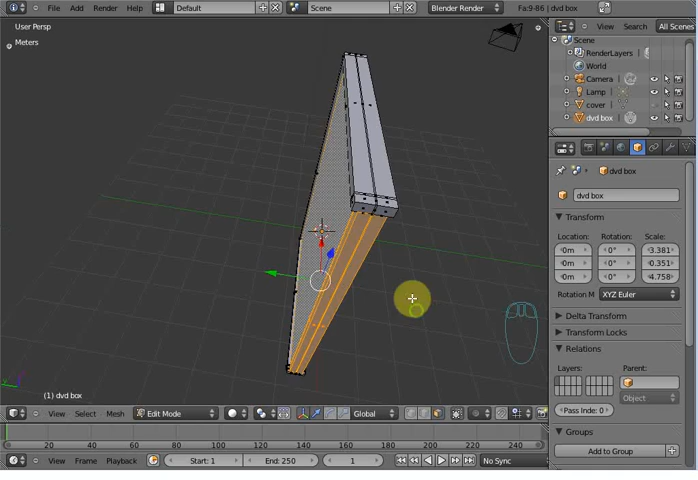 File Add Render Help Default Scene Blender Render Fa:9-86 | dvd box
User Persp
Meters
(1) dvd box
View Select Mesh Edit Mode Global
20 40 60 80 100 120 140 160 180 200 220 240
View Frame Playback Start: 1 End: 250 1 No Sync
View Search All Scenes
Scene
RenderLayers
World
Camera
Lamp
cover
dvd box
dvd box
dvd box
Transform
Location: Rotation: Scale:
0m 0° 3.381
0m 0° 0.351
0m 0° 4.758
Rotation M XYZ Euler
Delta Transform
Transform Locks
Relations
Layers: Parent:
Object
Pass Inde: 0
Groups
Add to Group